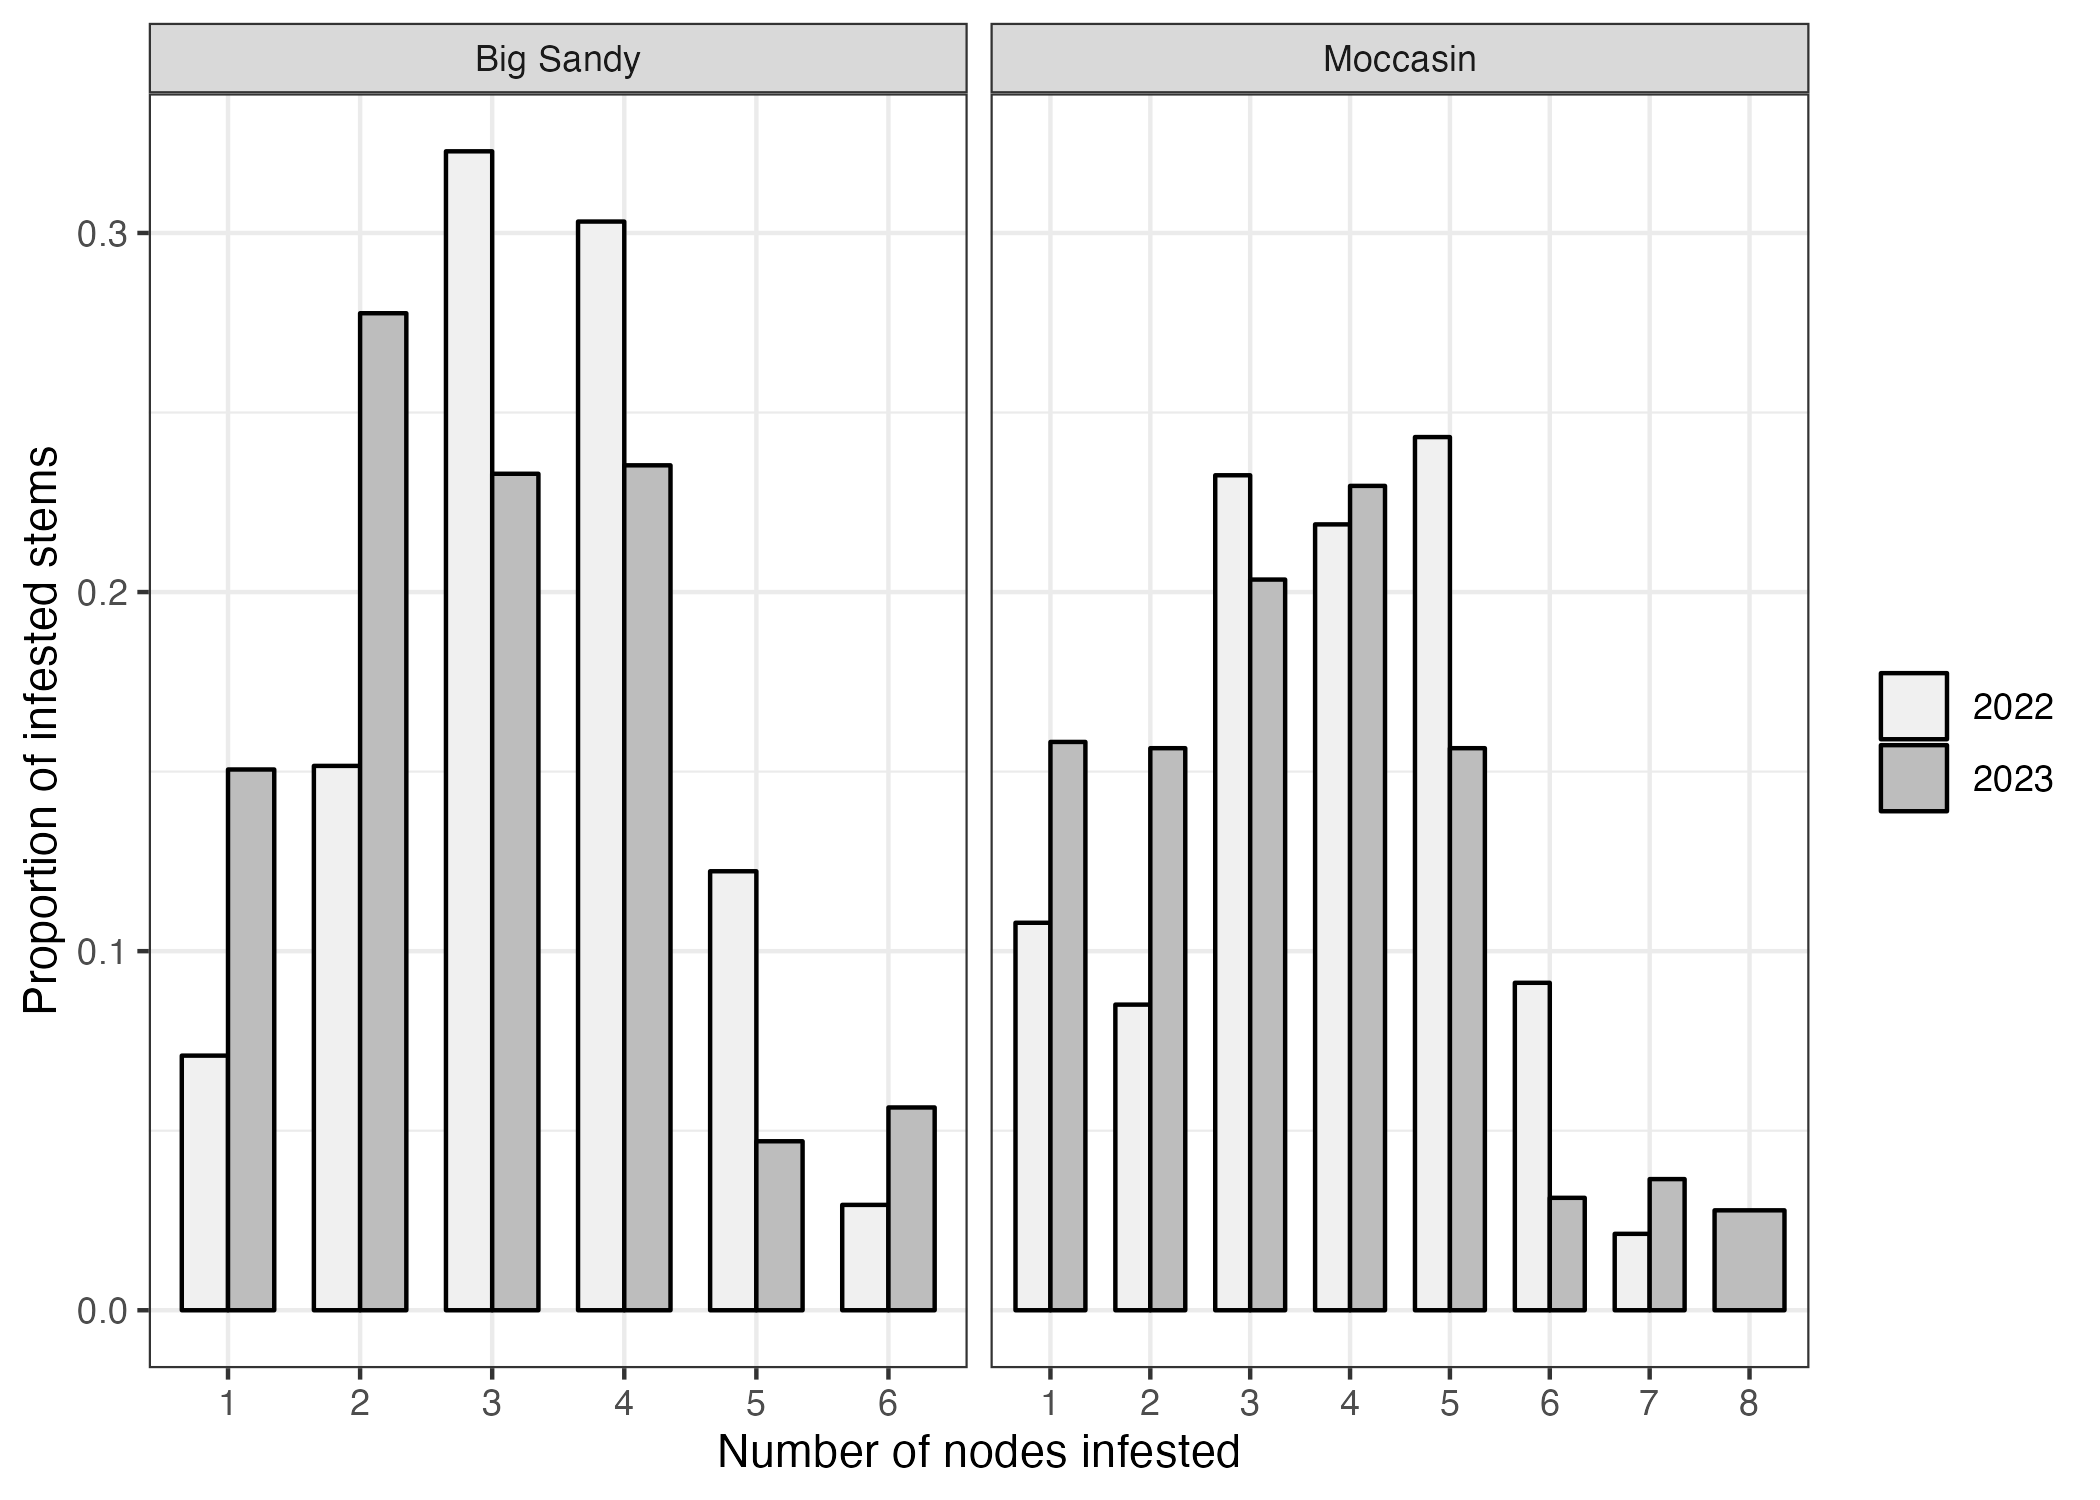 Big Sandy
Moccasin
Proportion of infested stems
0.3
0.2
0.1
0.0
1 2 3 4 5 6
1 2 3 4 5 6 7 8
Number of nodes infested
2022
2023